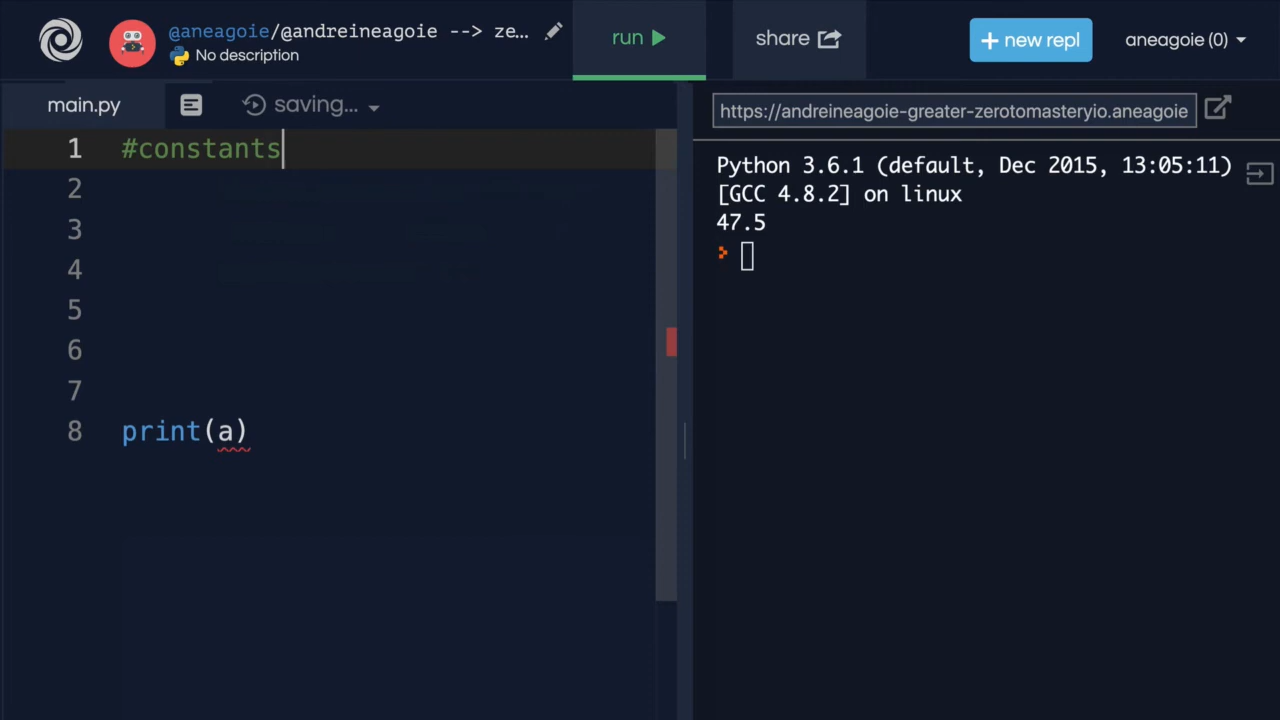 @aneagoie/@andreineagoie --> ze...
No description
run
share
+ new repl
aneagoie (0)
main.py
saving...
https://andreineagoie-greater-zerotomasteryio.aneagoie
1 #constants
2
3
4
5
6
7
8 print(a)
Python 3.6.1 (default, Dec 2015, 13:05:11)
[GCC 4.8.2] on linux
47.5